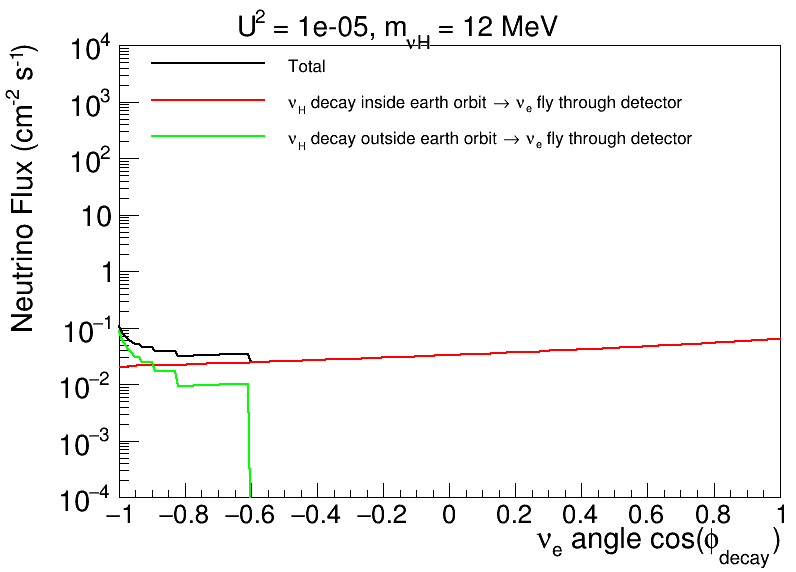 U² = 1e-05, m_νH = 12 MeV
Neutrino Flux (cm⁻² s⁻¹)
Total
ν_H decay inside earth orbit → ν_e fly through detector
ν_H decay outside earth orbit → ν_e fly through detector
10⁴
10³
10²
10
1
10⁻¹
10⁻²
10⁻³
10⁻⁴
−1 −0.8 −0.6 −0.4 −0.2 0 0.2 0.4 0.6 0.8 1
ν_e angle cos(ϕ_decay)